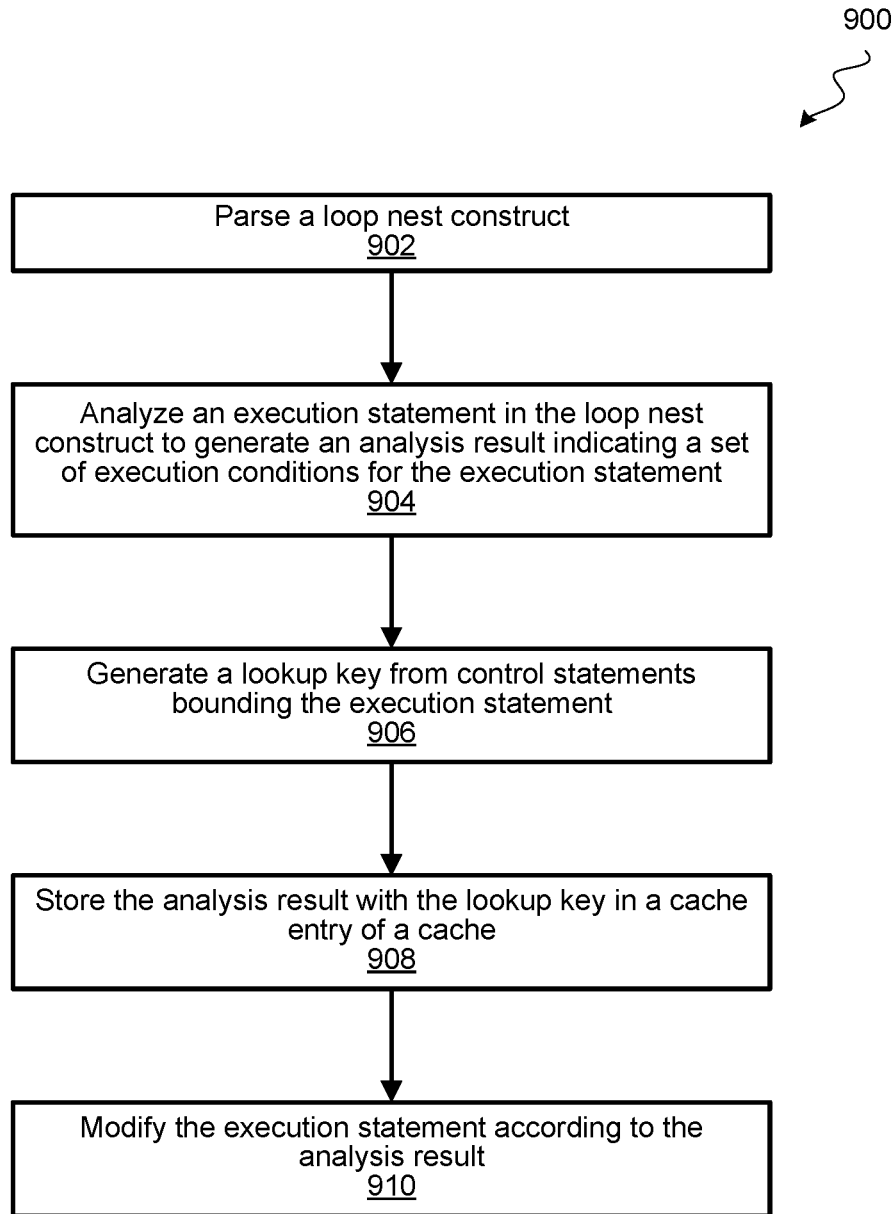 900
Parse a loop nest construct
902
Analyze an execution statement in the loop nest
construct to generate an analysis result indicating a set
of execution conditions for the execution statement
904
Generate a lookup key from control statements
bounding the execution statement
906
Store the analysis result with the lookup key in a cache
entry of a cache
908
Modify the execution statement according to the
analysis result
910